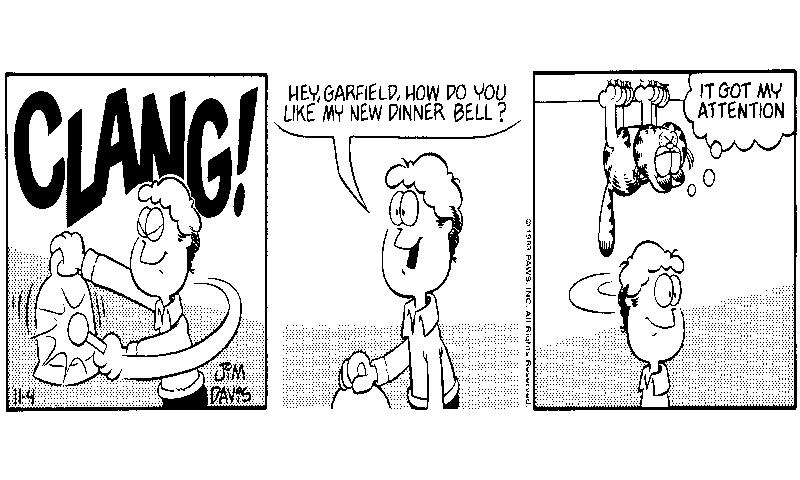 CLANG!
JIM
DAVIS
11-4
HEY, GARFIELD, HOW DO YOU
LIKE MY NEW DINNER BELL?
© 1993 PAWS, INC. All Rights Reserved
IT GOT MY
ATTENTION